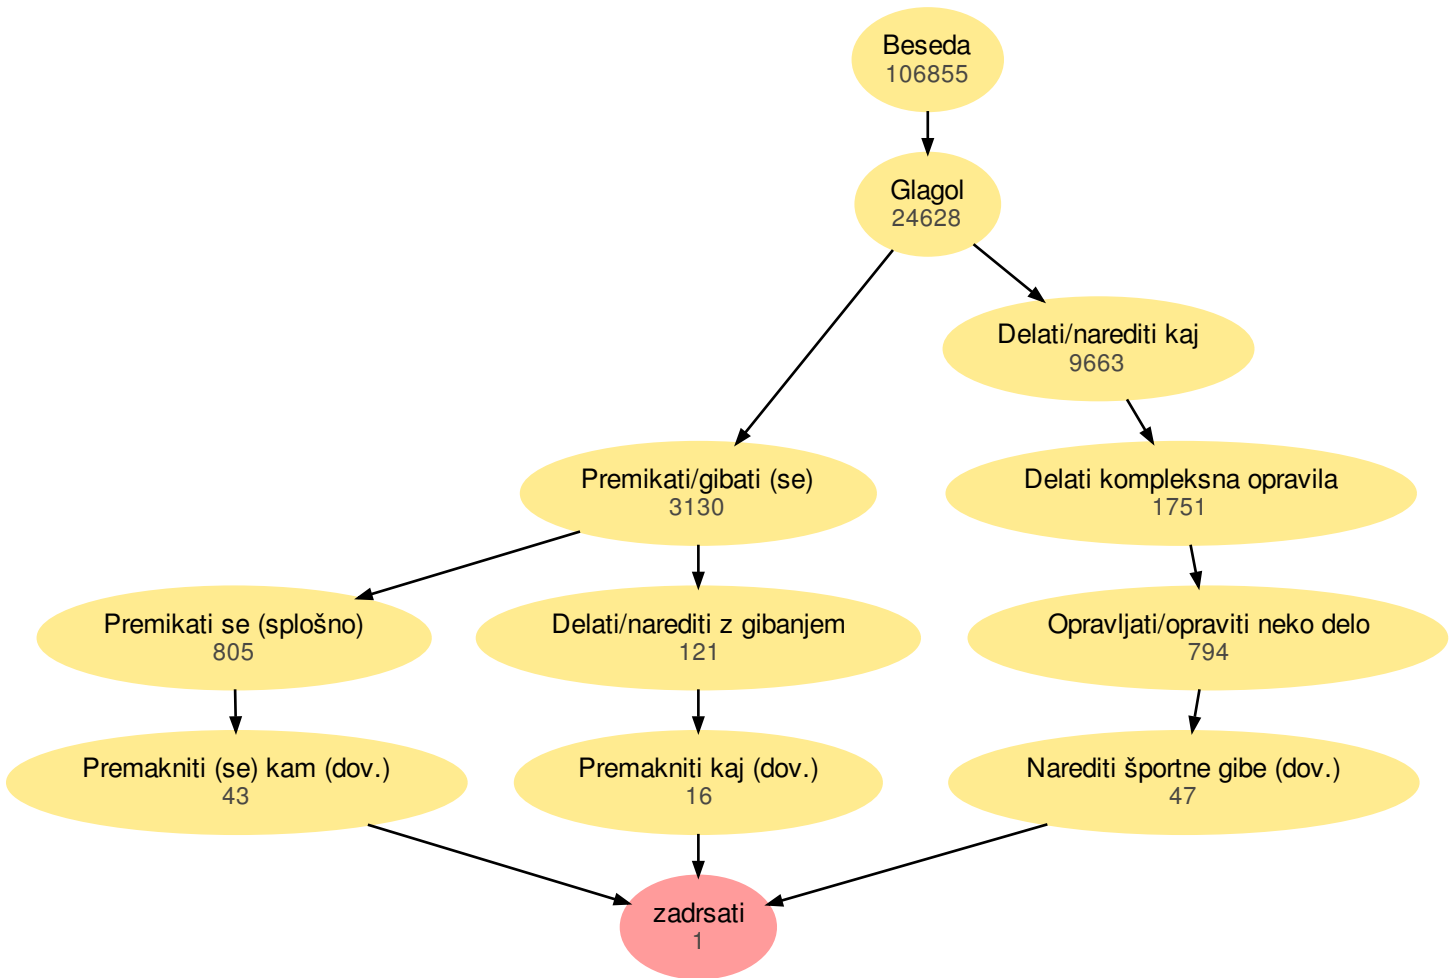 Beseda
106855
Glagol
24628
Delati/narediti kaj
9663
Premikati/gibati (se)
3130
Delati kompleksna opravila
1751
Premikati se (splošno)
805
Delati/narediti z gibanjem
121
Opravljati/opraviti neko delo
794
Premakniti (se) kam (dov.)
43
Premakniti kaj (dov.)
16
Narediti športne gibe (dov.)
47
zadrsati
1